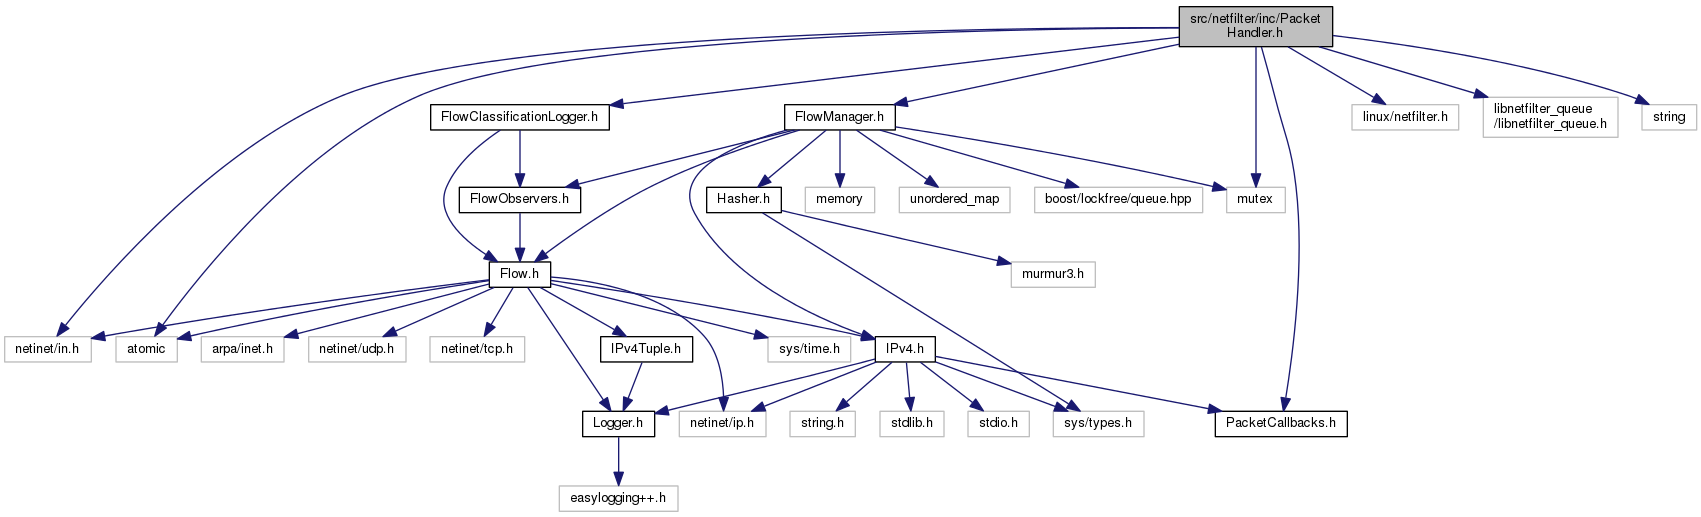 src/netfilter/inc/Packet
Handler.h
FlowClassificationLogger.h
FlowManager.h
linux/netfilter.h
libnetfilter_queue
/libnetfilter_queue.h
string
FlowObservers.h
Hasher.h
memory
unordered_map
boost/lockfree/queue.hpp
mutex
Flow.h
murmur3.h
netinet/in.h
atomic
arpa/inet.h
netinet/udp.h
netinet/tcp.h
IPv4Tuple.h
sys/time.h
IPv4.h
Logger.h
netinet/ip.h
string.h
stdlib.h
stdio.h
sys/types.h
PacketCallbacks.h
easylogging++.h